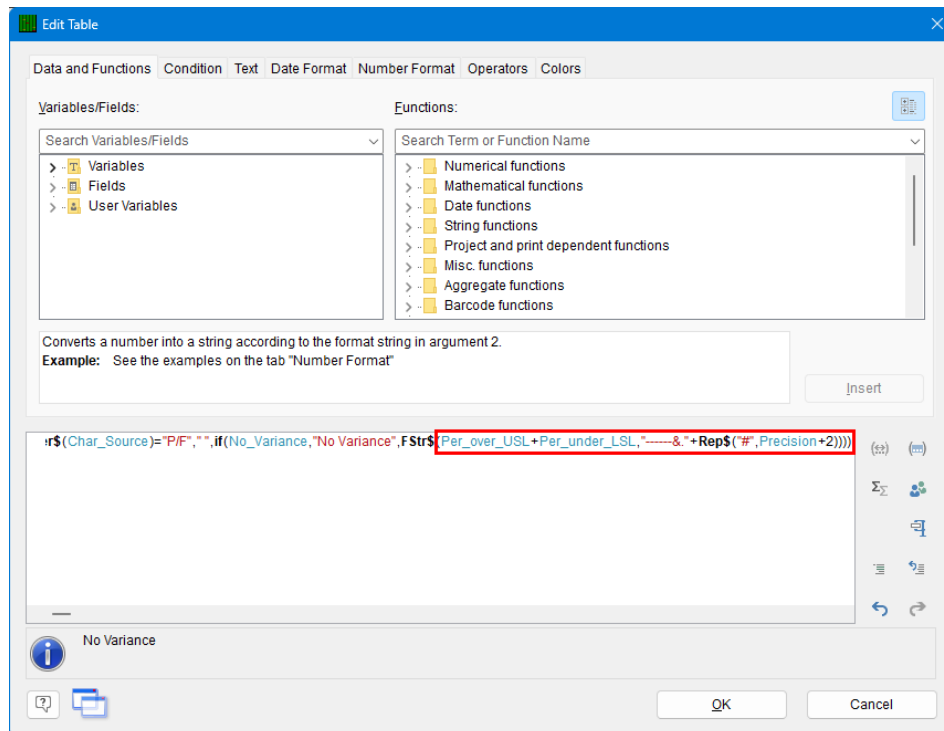 Edit Table
Data and Functions Condition Text Date Format Number Format Operators Colors
Variables/Fields: Functions:
Search Variables/Fields Search Term or Function Name
Variables
Fields
User Variables
Numerical functions
Mathematical functions
Date functions
String functions
Project and print dependent functions
Misc. functions
Aggregate functions
Barcode functions
Converts a number into a string according to the format string in argument 2.
Example: See the examples on the tab "Number Format"
Insert
er$(Char_Source)="P/F"," ",if(No_Variance,"No Variance",FStr$(Per_over_USL+Per_under_LSL,"------&."+Rep$("#",Precision+2))))
No Variance
OK Cancel